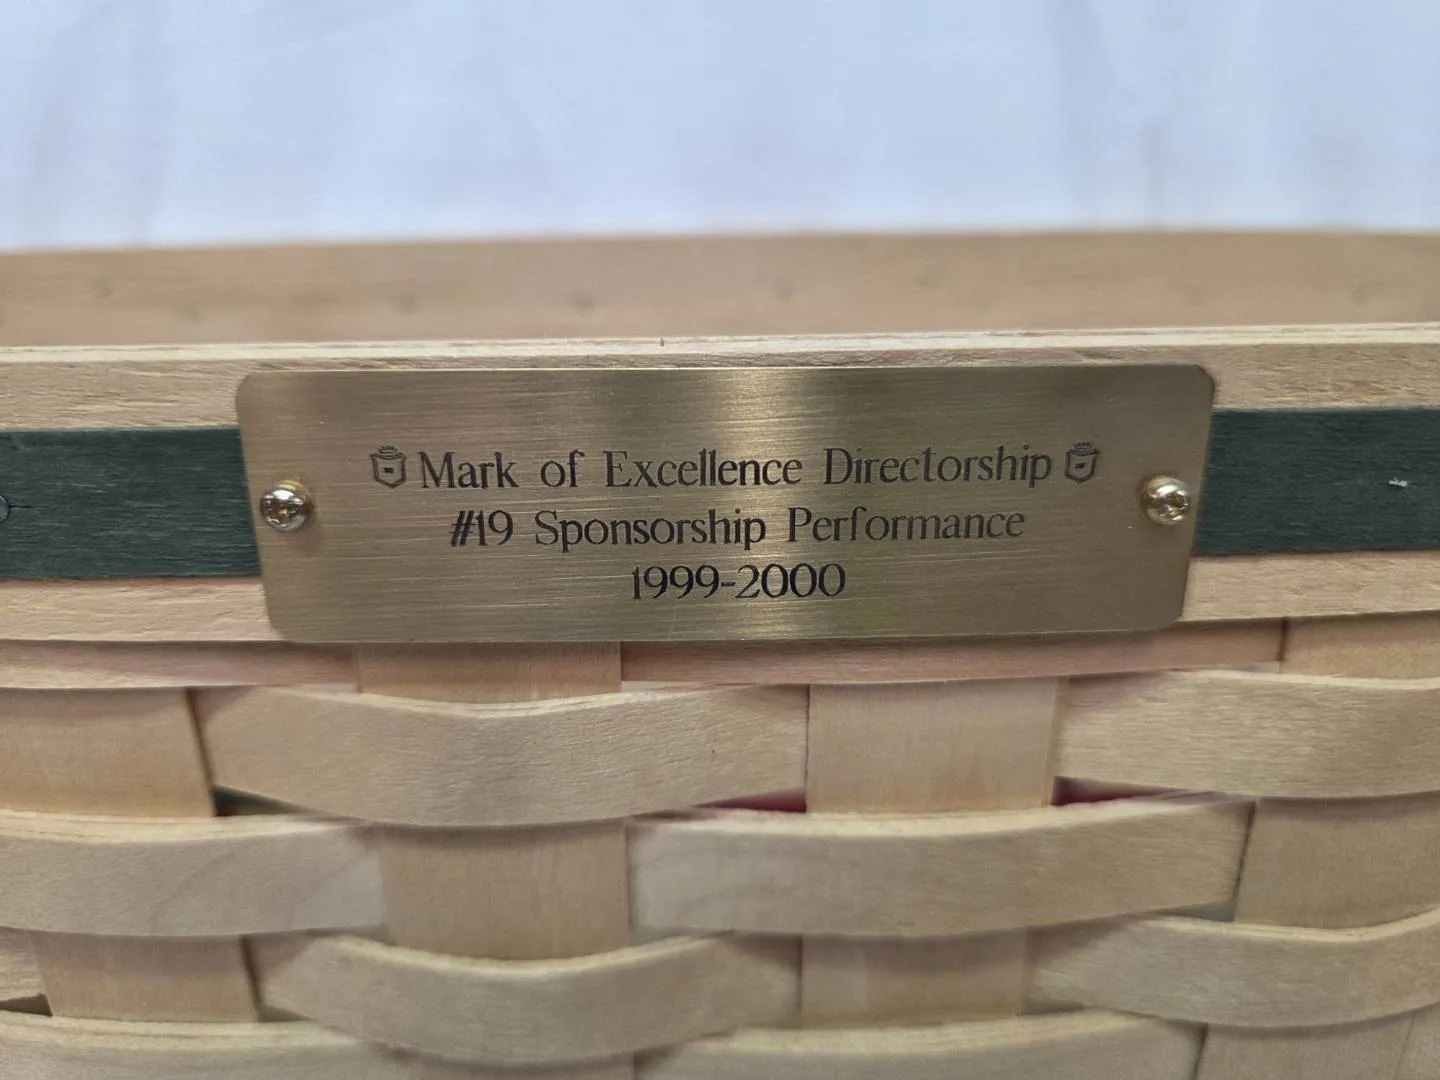 Mark of Excellence Directorship
#19 Sponsorship Performance
1999-2000